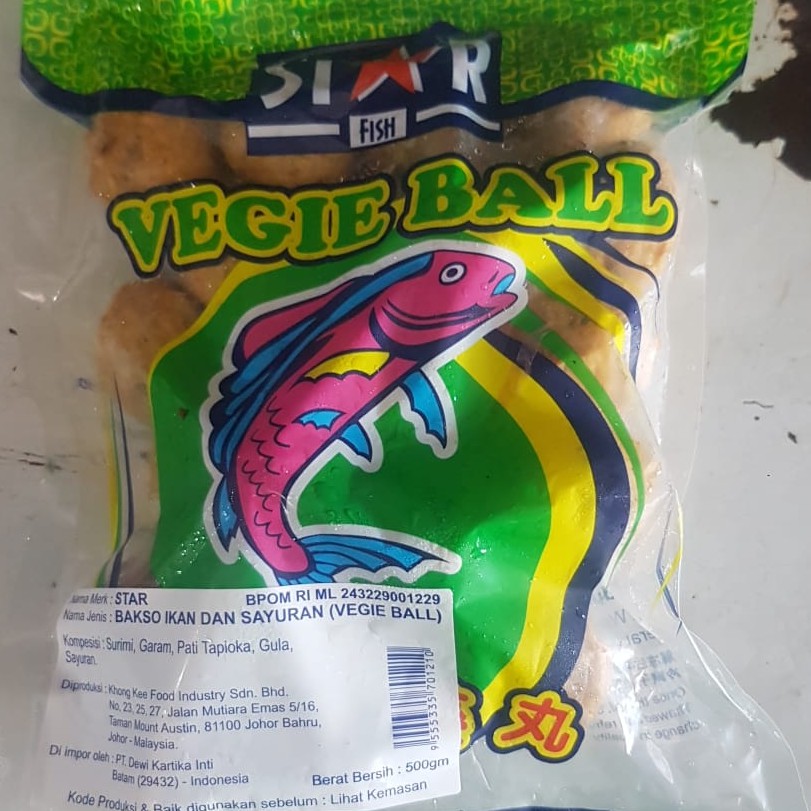 STAR
FISH
VEGIE BALL
Nama Merk : STAR BPOM RI ML 243229001229
Nama Jenis : BAKSO IKAN DAN SAYURAN (VEGIE BALL)
Komposisi : Surimi, Garam, Pati Tapioka, Gula,
Sayuran.
Diproduksi : Khong Kee Food Industry Sdn. Bhd.
No, 23, 25, 27, Jalan Mutiara Emas 5/16,
Taman Mount Austin, 81100 Johor Bahru,
Johor - Malaysia.
Di impor oleh : PT. Dewi Kartika Inti
Batam (29432) - Indonesia
Berat Bersih : 500gm
Kode Produksi & Baik digunakan sebelum : Lihat Kemasan
9 555335 701210
丸